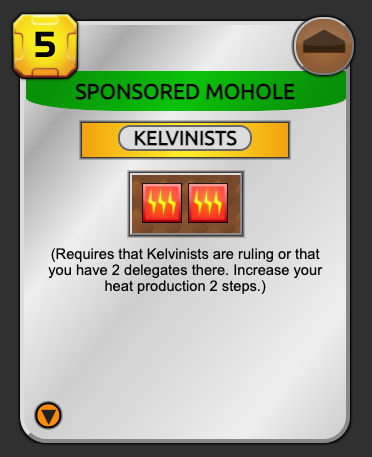 5
SPONSORED MOHOLE
KELVINISTS
(Requires that Kelvinists are ruling or that
you have 2 delegates there. Increase your
heat production 2 steps.)